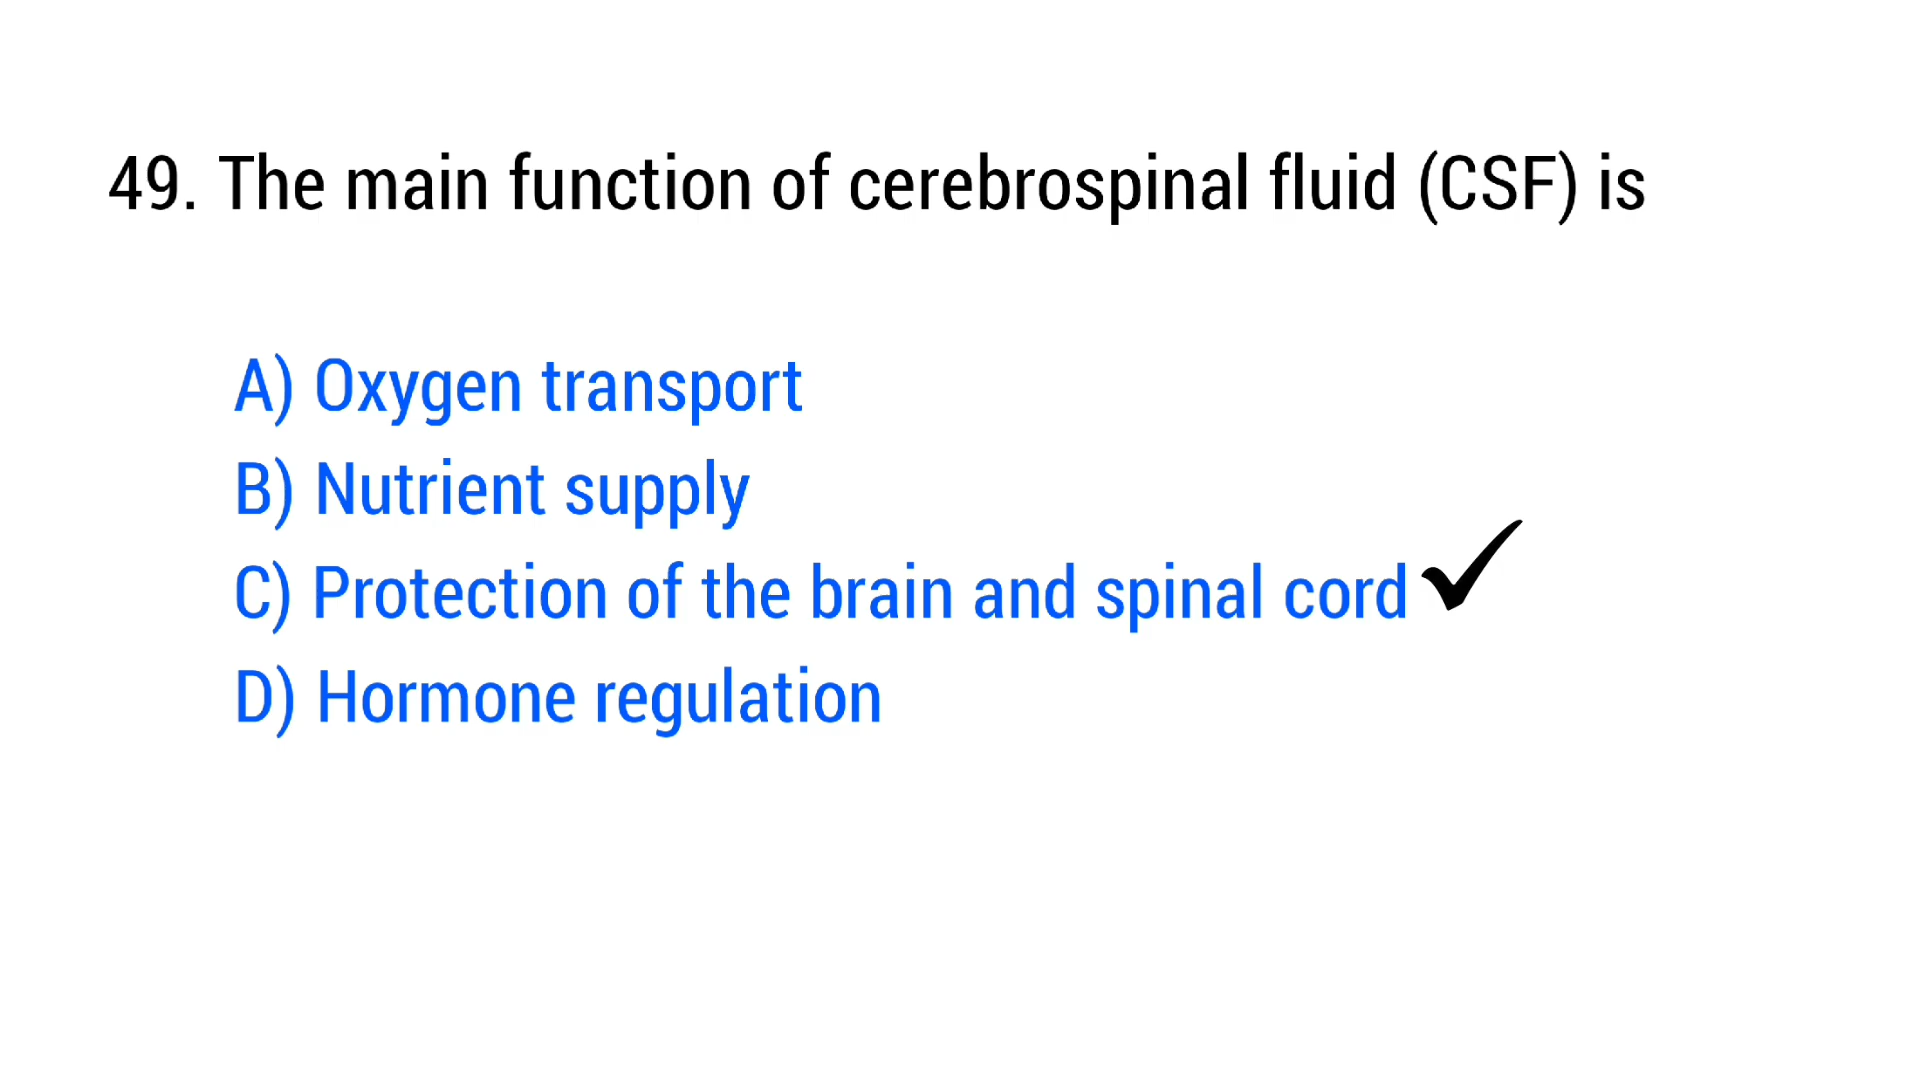 49. The main function of cerebrospinal fluid (CSF) is
A) Oxygen transport
B) Nutrient supply
C) Protection of the brain and spinal cord ✓
D) Hormone regulation